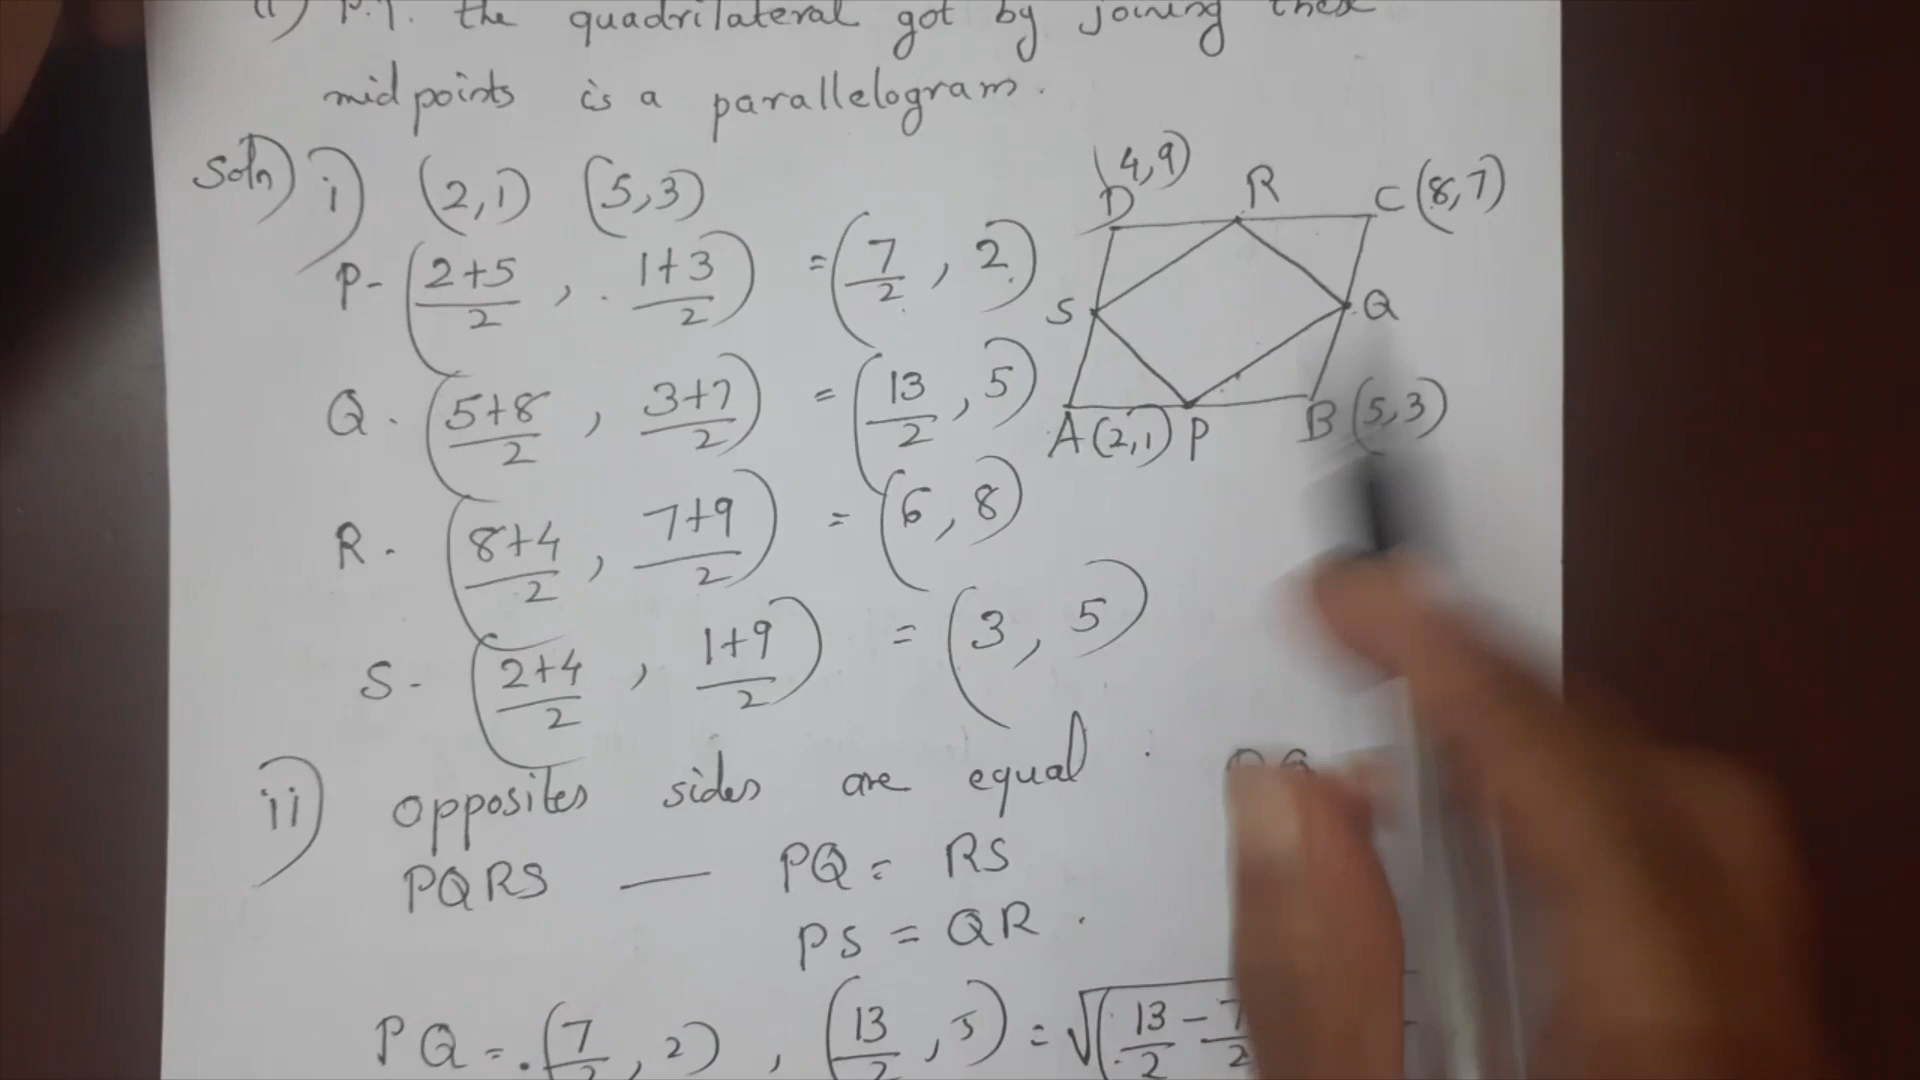 the quadrilateral got by joining these
midpoints is a parallelogram.
Soln) i) (2,1) (5,3)
P- (2+5/2 , 1+3/2) = (7/2 , 2)
Q. (5+8/2 , 3+7/2) = (13/2 , 5)
R. (8+4/2 , 7+9/2) = (6, 8)
S- (2+4/2 , 1+9/2) = (3, 5)
(4,9)
D R C (8,7)
S Q
A (2,1) P B (5,3)
ii) opposites sides are equal.
PQRS — PQ = RS
PS = QR.
PQ = (7/2 , 2) , (13/2 , 5) = √(13/2 - 7/2